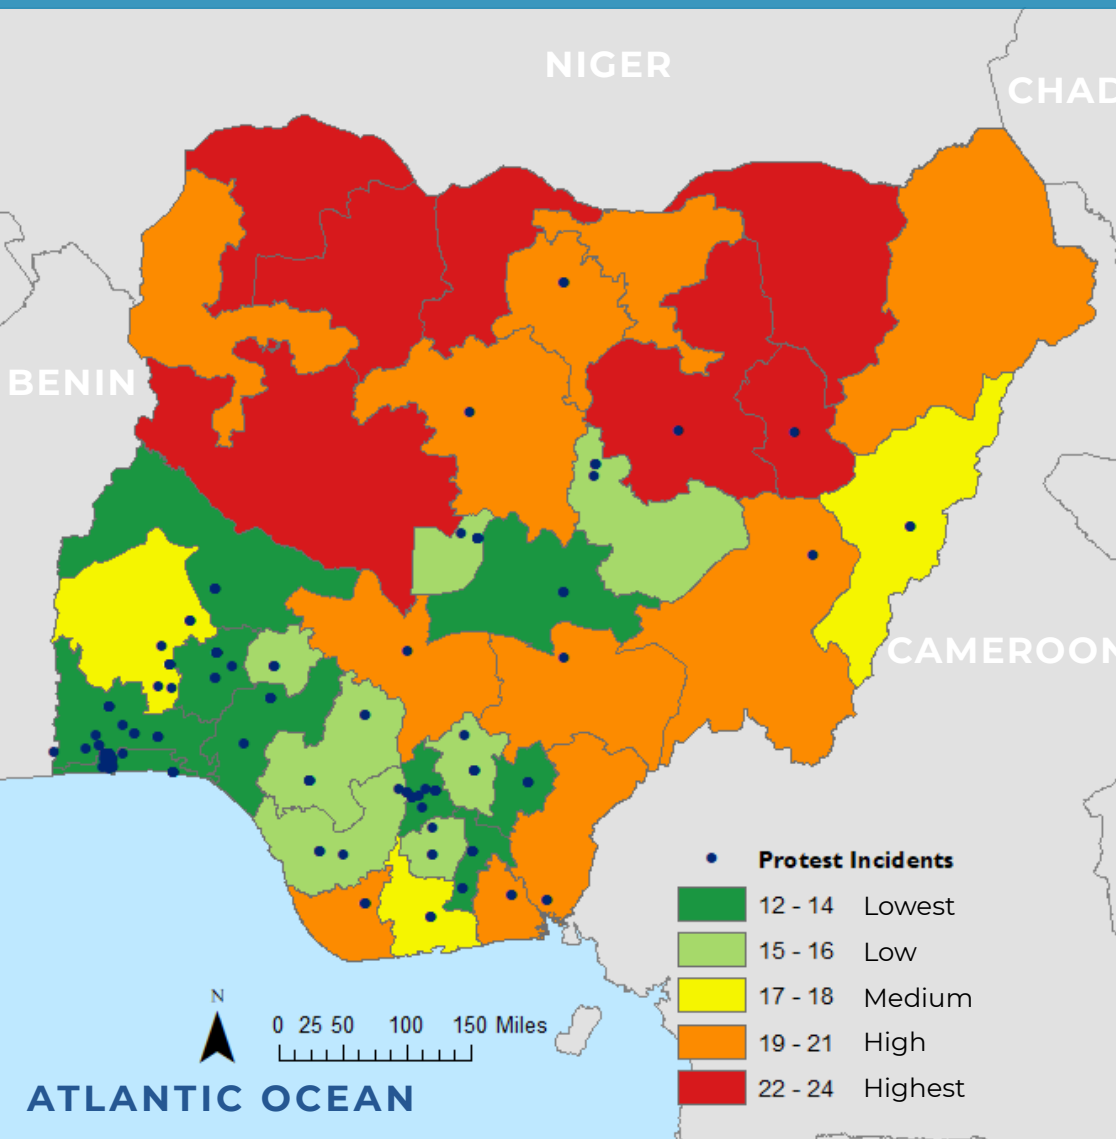 NIGER
CHAD
BENIN
CAMEROON
Protest Incidents
12 - 14 Lowest
15 - 16 Low
17 - 18 Medium
19 - 21 High
22 - 24 Highest
N
0 25 50 100 150 Miles
ATLANTIC OCEAN